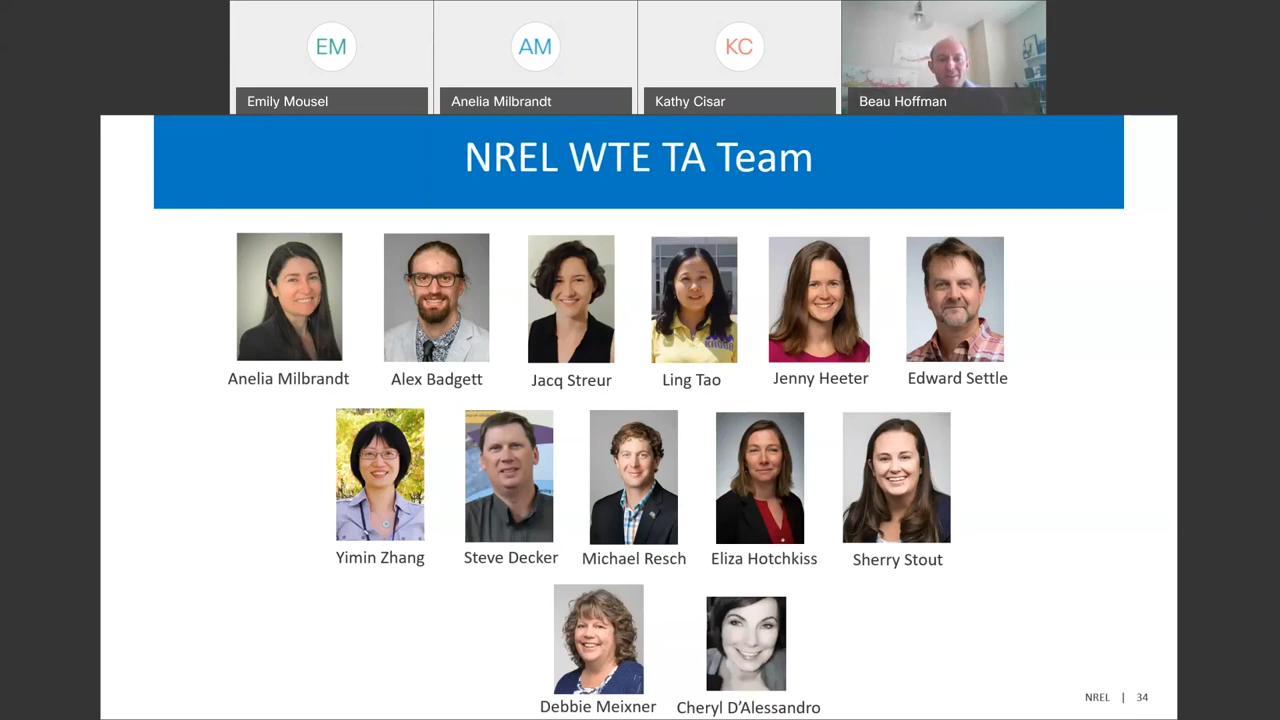 EM
AM
KC
Emily Mousel
Anelia Milbrandt
Kathy Cisar
Beau Hoffman
NREL WTE TA Team
Anelia Milbrandt
Alex Badgett
Jacq Streur
Ling Tao
Jenny Heeter
Edward Settle
Yimin Zhang
Steve Decker
Michael Resch
Eliza Hotchkiss
Sherry Stout
Debbie Meixner
Cheryl D'Alessandro
NREL | 34